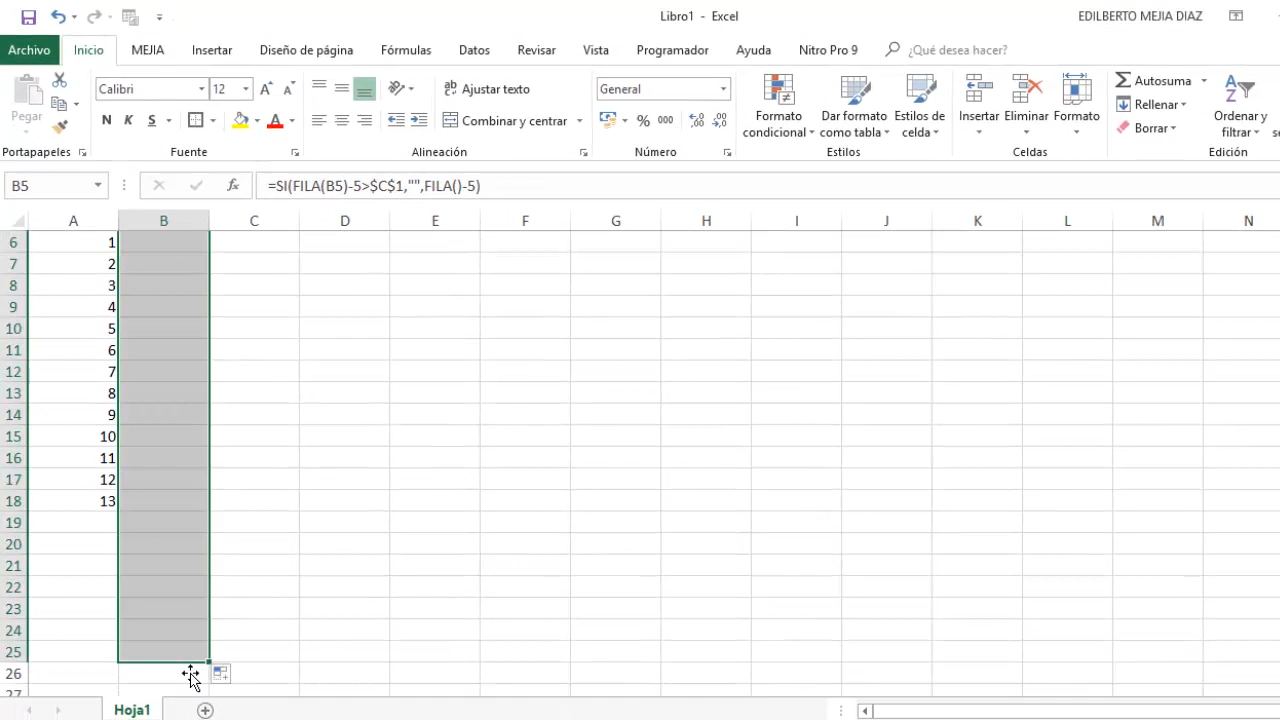 Libro1 - Excel
EDILBERTO MEJIA DIAZ
Archivo Inicio MEJIA Insertar Diseño de página Fórmulas Datos Revisar Vista Programador Ayuda Nitro Pro 9 ¿Qué desea hacer?
Pegar
Calibri 12
N K S
Ajustar texto
Combinar y centrar
General
% 000
Formato condicional
Dar formato como tabla
Estilos de celda
Insertar Eliminar Formato
Autosuma
Rellenar
Borrar
Ordenar y
filtrar
Portapapeles Fuente Alineación Número Estilos Celdas Edición
B5 fx =SI(FILA(B5)-5>$C$1,"",FILA()-5)
A B C D E F G H I J K L M N
6 1
7 2
8 3
9 4
10 5
11 6
12 7
13 8
14 9
15 10
16 11
17 12
18 13
19
20
21
22
23
24
25
26
27
Hoja1